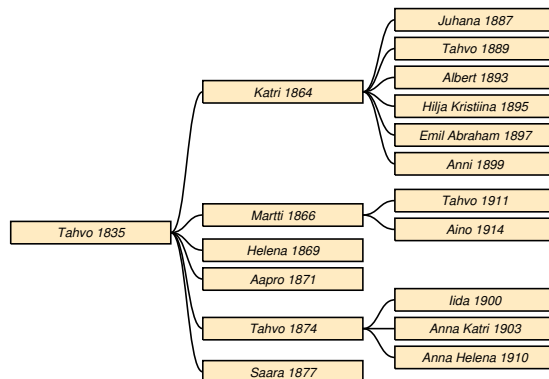 Tahvo 1835
Katri 1864
Juhana 1887
Tahvo 1889
Albert 1893
Hilja Kristiina 1895
Emil Abraham 1897
Anni 1899
Martti 1866
Tahvo 1911
Aino 1914
Helena 1869
Aapro 1871
Tahvo 1874
Iida 1900
Anna Katri 1903
Anna Helena 1910
Saara 1877